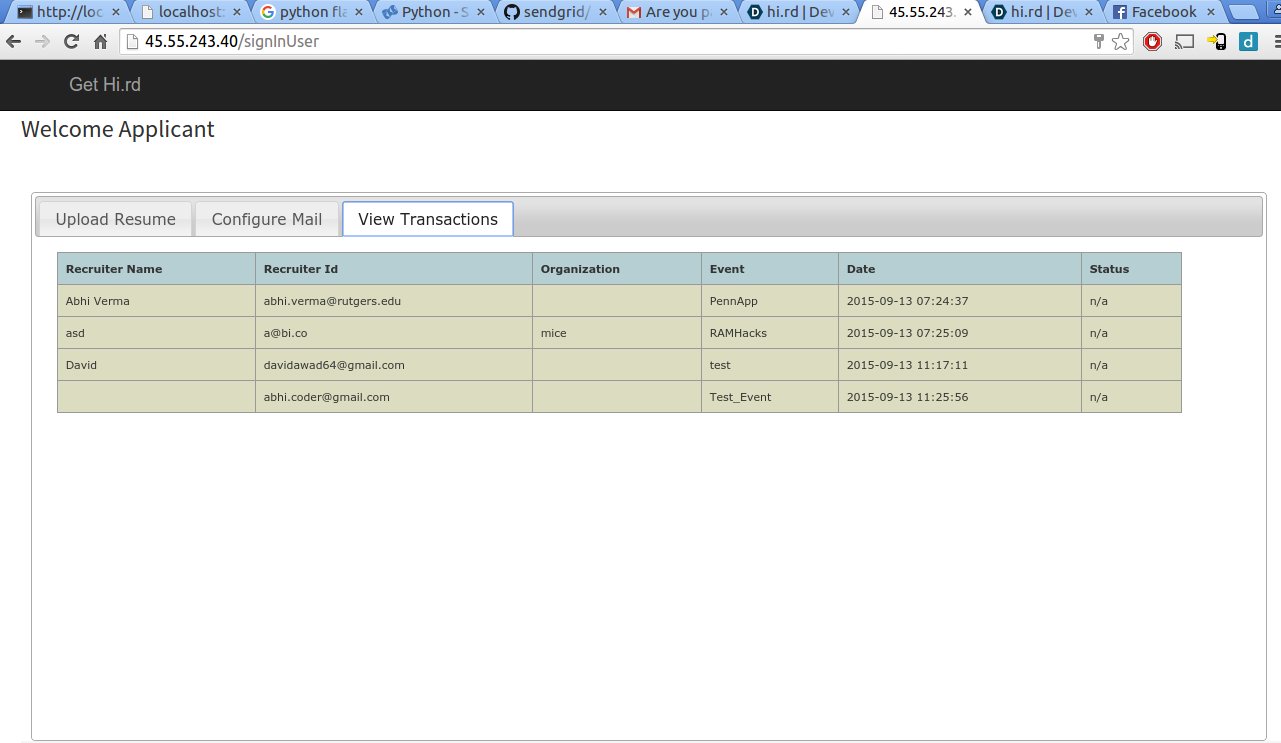 http://loc localhost: python fla Python - S sendgrid/ Are you p hi.rd | Dev 45.55.243. hi.rd | Dev Facebook
45.55.243.40/signInUser
Get Hi.rd
Welcome Applicant
Upload Resume Configure Mail View Transactions
Recruiter Name Recruiter Id Organization Event Date Status
Abhi Verma abhi.verma@rutgers.edu PennApp 2015-09-13 07:24:37 n/a
asd a@bi.co mice RAMHacks 2015-09-13 07:25:09 n/a
David davidawad64@gmail.com test 2015-09-13 11:17:11 n/a
abhi.coder@gmail.com Test_Event 2015-09-13 11:25:56 n/a